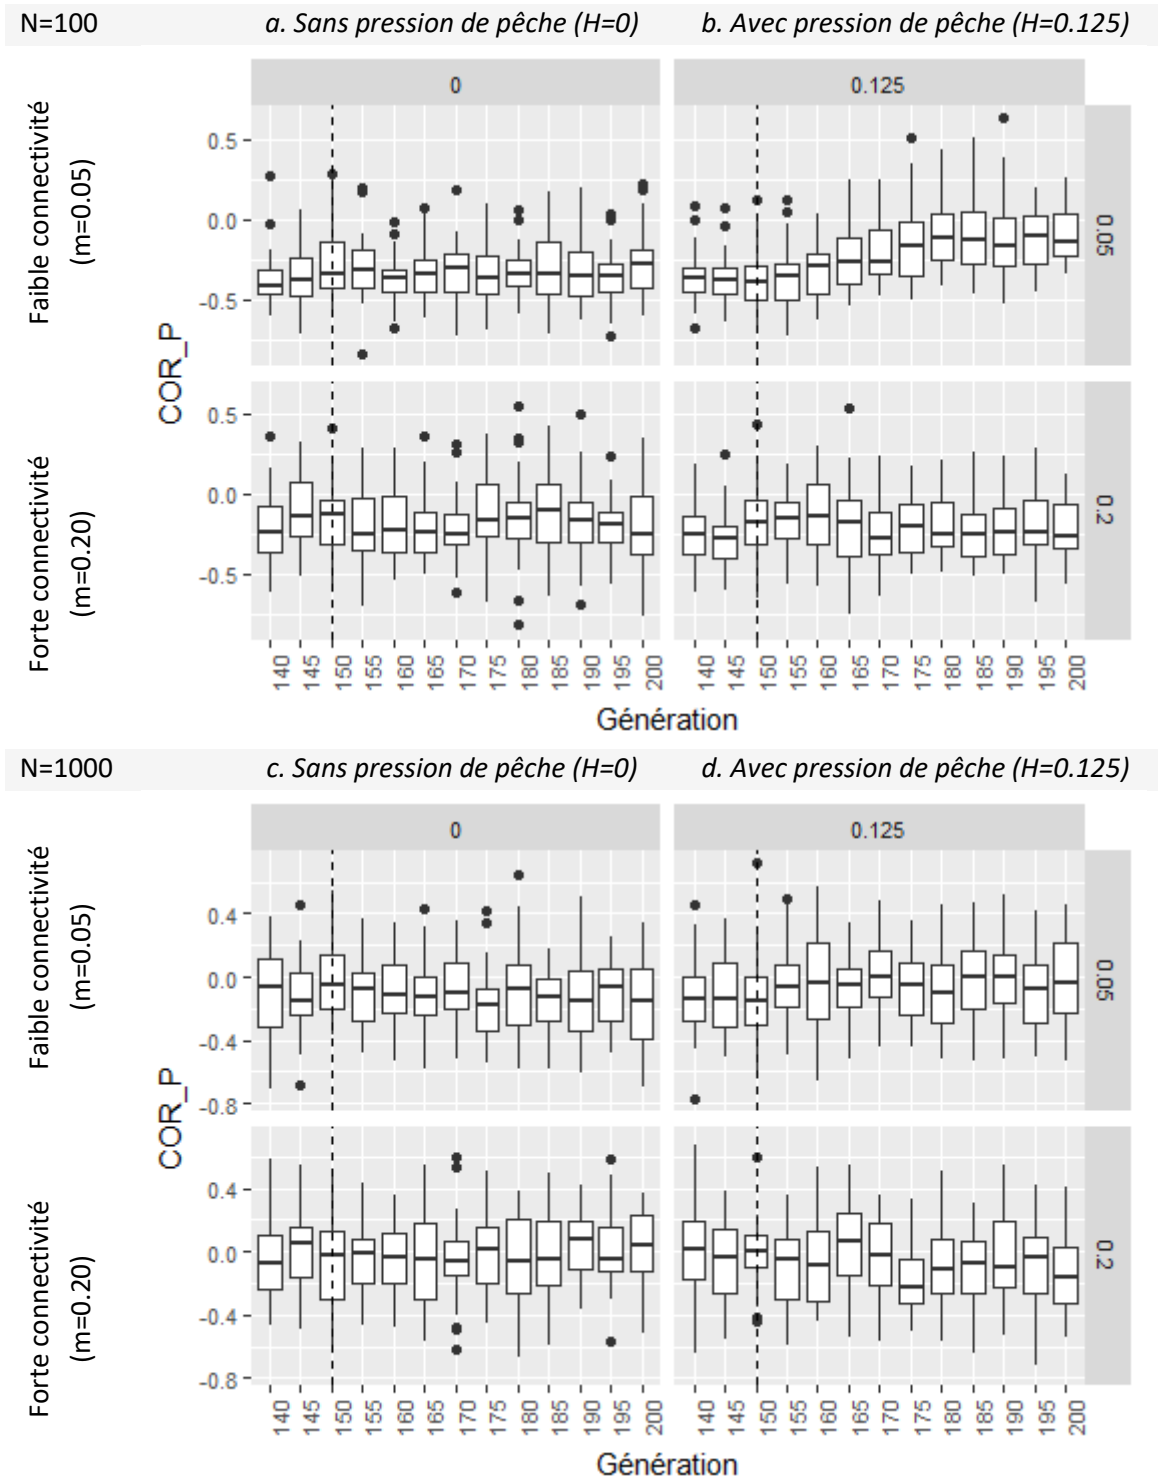 N=100
a. Sans pression de pêche (H=0)
b. Avec pression de pêche (H=0.125)
0
0.125
Faible connectivité
(m=0.05)
0.5
0.0
-0.5
0.05
COR_P
Forte connectivité
(m=0.20)
0.5
0.0
-0.5
0.2
140 145 150 155 160 165 170 175 180 185 190 195 200
140 145 150 155 160 165 170 175 180 185 190 195 200
Génération
N=1000
c. Sans pression de pêche (H=0)
d. Avec pression de pêche (H=0.125)
0
0.125
Faible connectivité
(m=0.05)
0.4
0.0
-0.4
-0.8
0.05
COR_P
Forte connectivité
(m=0.20)
0.4
0.0
-0.4
-0.8
0.2
140 145 150 155 160 165 170 175 180 185 190 195 200
140 145 150 155 160 165 170 175 180 185 190 195 200
Génération